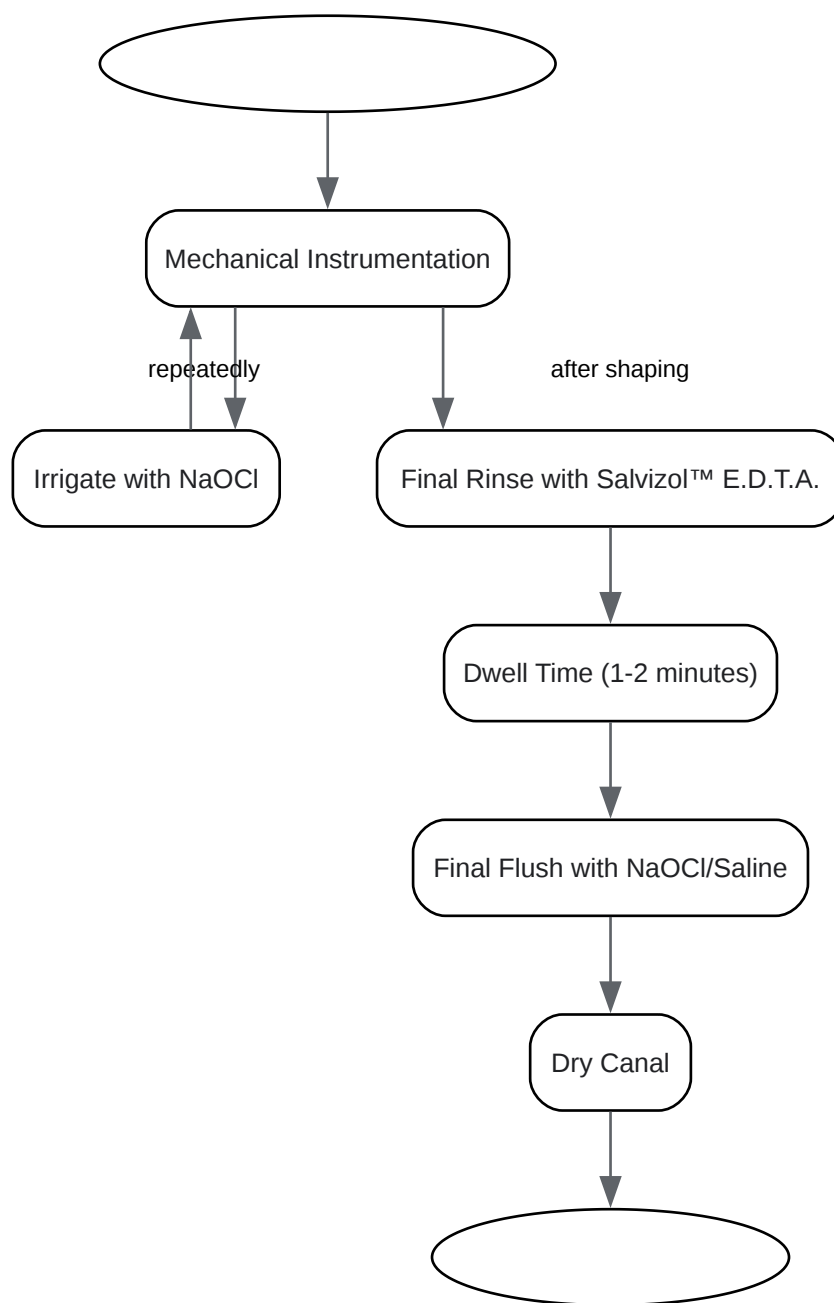 Mechanical Instrumentation
repeatedly
after shaping
Irrigate with NaOCl
Final Rinse with Salvizol™ E.D.T.A.
Dwell Time (1-2 minutes)
Final Flush with NaOCl/Saline
Dry Canal